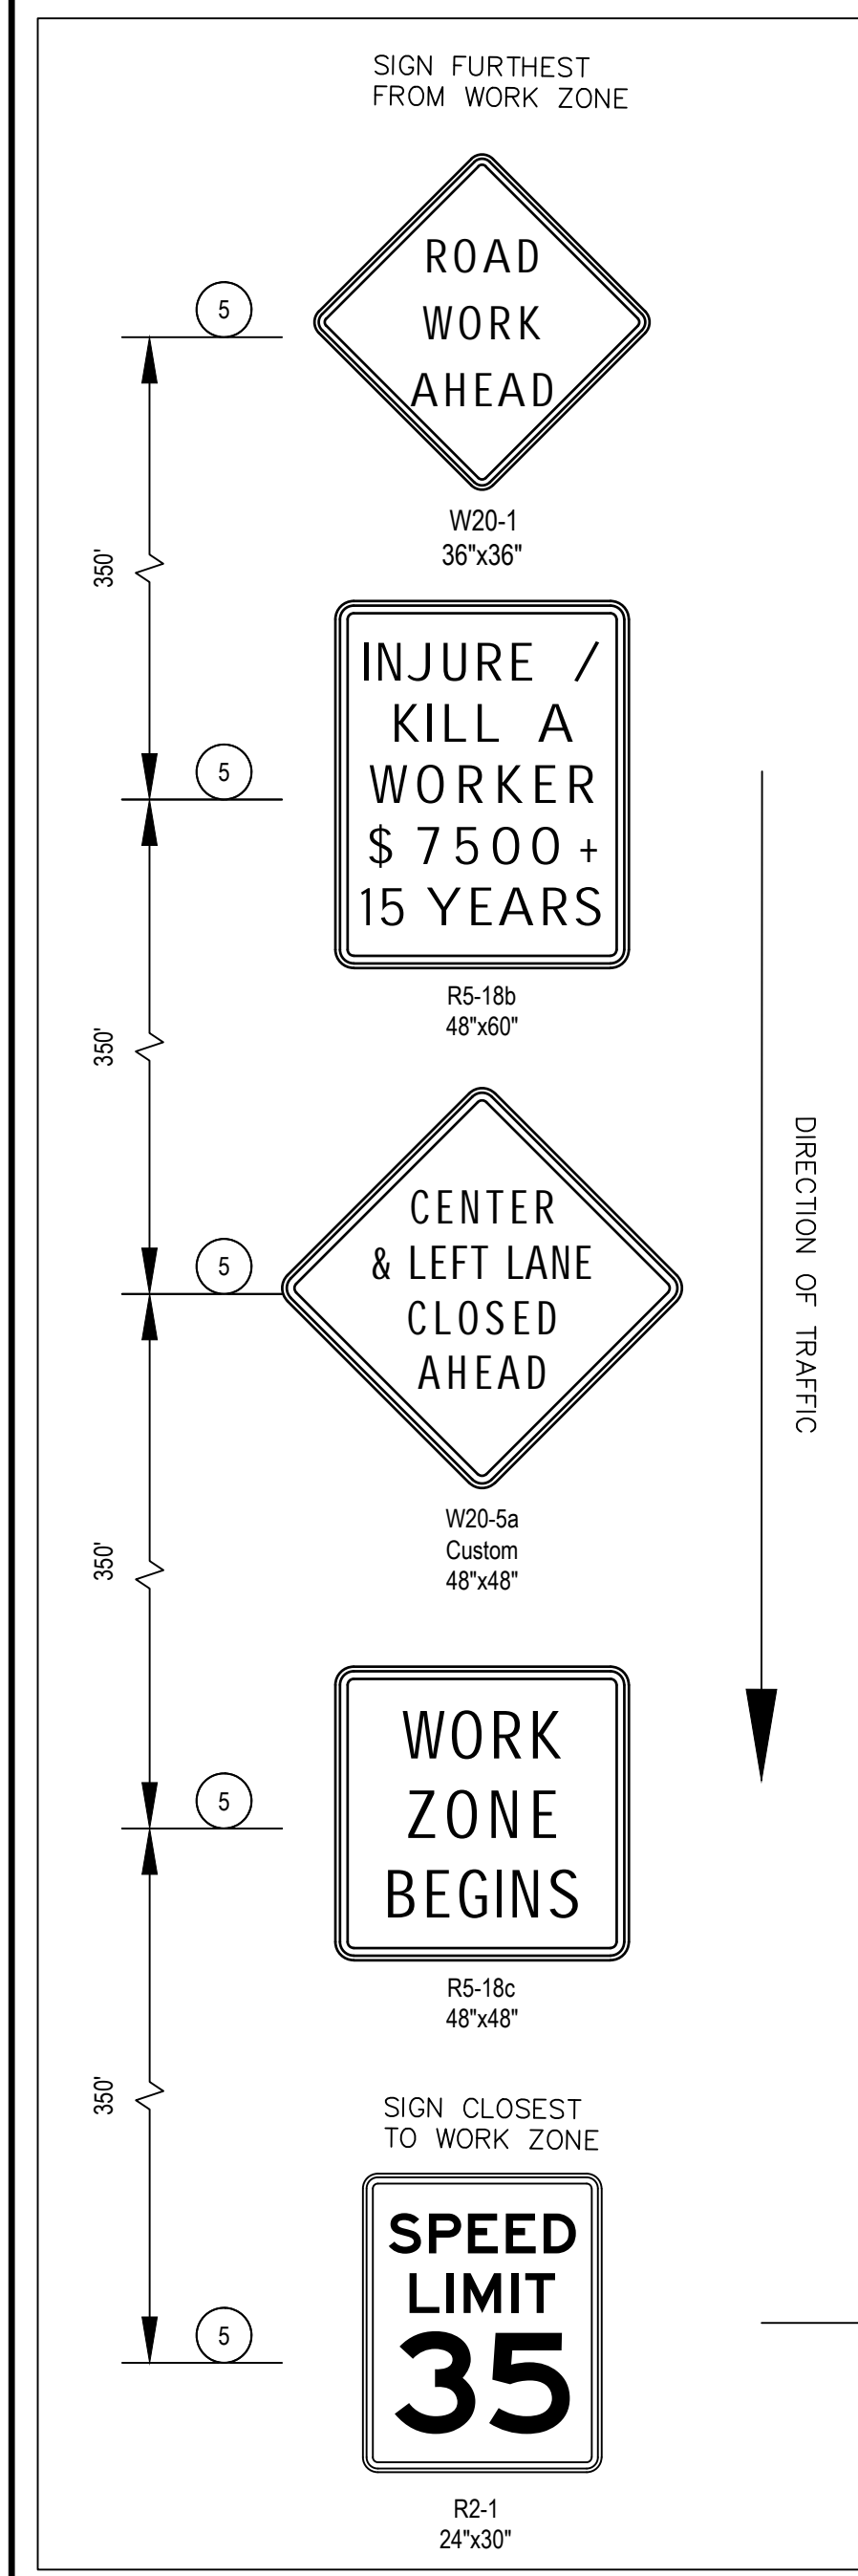 SIGN FURTHEST
FROM WORK ZONE
ROAD
WORK
AHEAD
5
W20-1
36"x36"
350'
INJURE /
KILL A
WORKER
$ 7500 +
15 YEARS
5
R5-18b
48"x60"
350'
DIRECTION OF TRAFFIC
CENTER
& LEFT LANE
CLOSED
AHEAD
5
W20-5a
Custom
48"x48"
350'
WORK
ZONE
BEGINS
5
R5-18c
48"x48"
350'
SIGN CLOSEST
TO WORK ZONE
SPEED
LIMIT
35
5
R2-1
24"x30"